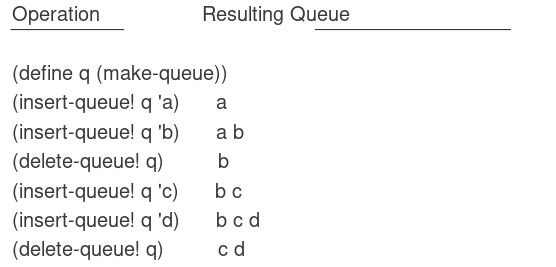 Operation Resulting Queue
(define q (make-queue))
(insert-queue! q 'a) a
(insert-queue! q 'b) a b
(delete-queue! q) b
(insert-queue! q 'c) b c
(insert-queue! q 'd) b c d
(delete-queue! q) c d